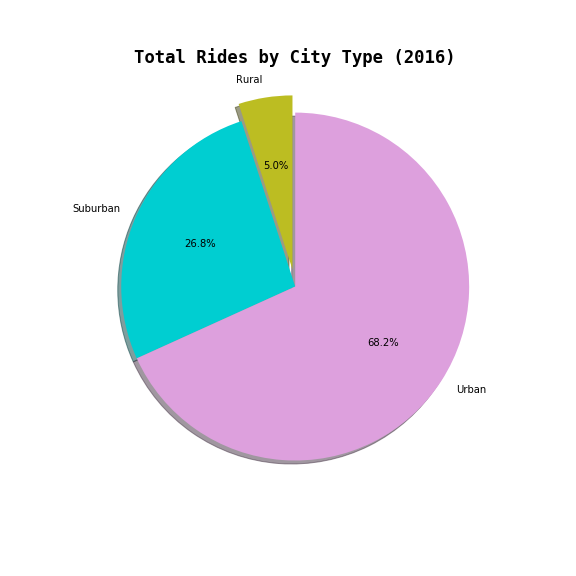 Total Rides by City Type (2016)
Rural
5.0%
Suburban
26.8%
68.2%
Urban